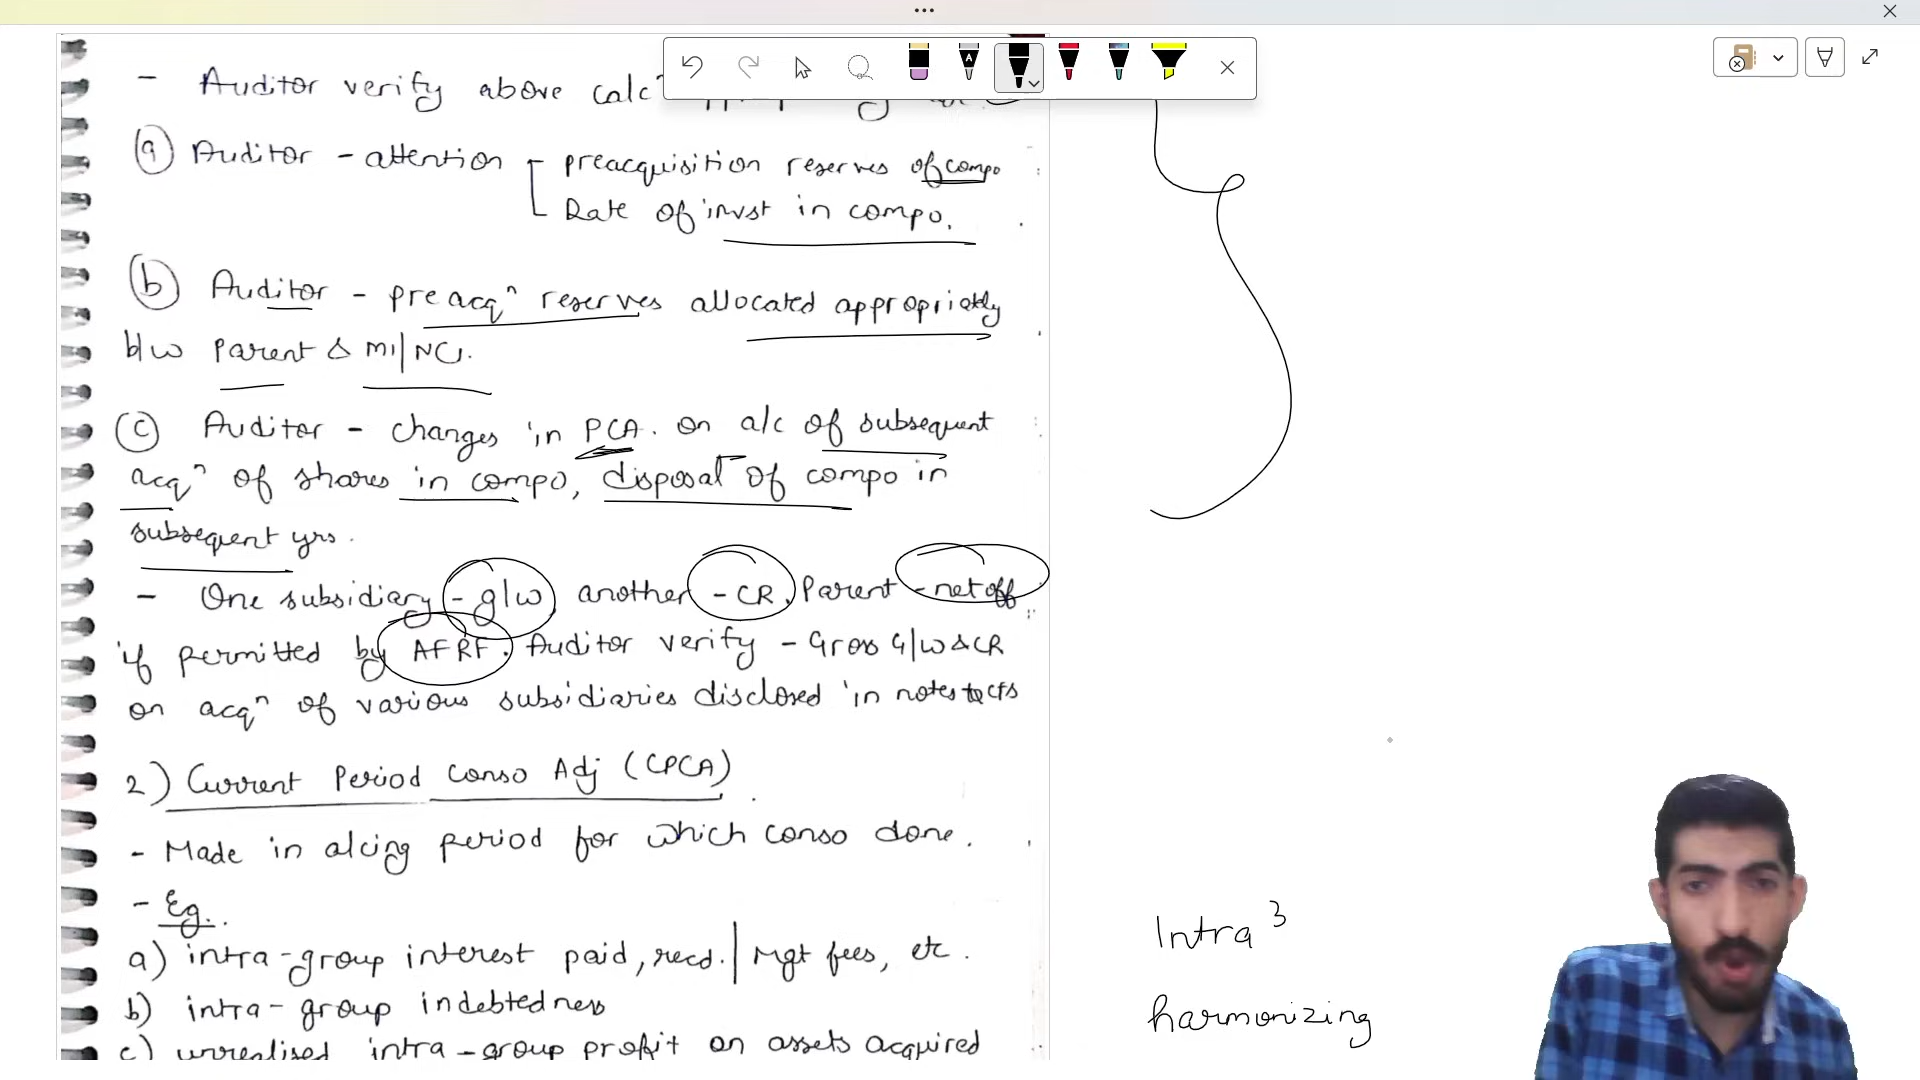 - Auditor verify above calcⁿ
(a) Auditor - attention preacquisition reserves of compo
Date of invst in compo.
(b) Auditor - preacqⁿ reserves allocated appropriately
b/w Parent & MI/NCI.
(c) Auditor - changes in PCA. on a/c of subsequent
acqⁿ of shares in compo, disposal of compo in
subsequent yrs.
- One subsidiary - g/w, another - CR, Parent - net off
if permitted by AFRF. Auditor verify - Gross G/w & CR
on acqⁿ of various subsidiaries disclosed in notes to CFS
2) Current Period Conso Adj (CPCA)
- Made in a/cing period for which conso done.
- Eg.
a) intra-group interest paid, recd. | Mgt fees, etc.
b) intra-group indebtedness
c) unrealised intra-group profit on assets acquired
Intra 3
harmonizing